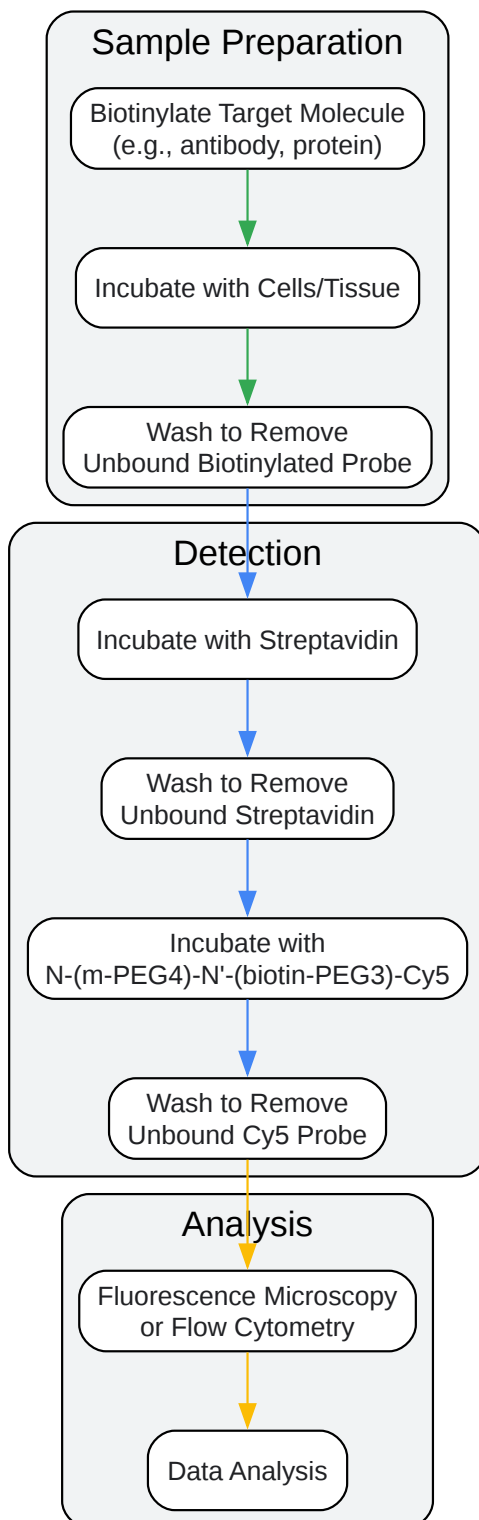 Sample Preparation
Biotinylate Target Molecule
(e.g., antibody, protein)
Incubate with Cells/Tissue
Wash to Remove
Unbound Biotinylated Probe
Detection
Incubate with Streptavidin
Wash to Remove
Unbound Streptavidin
Incubate with
N-(m-PEG4)-N'-(biotin-PEG3)-Cy5
Wash to Remove
Unbound Cy5 Probe
Analysis
Fluorescence Microscopy
or Flow Cytometry
Data Analysis